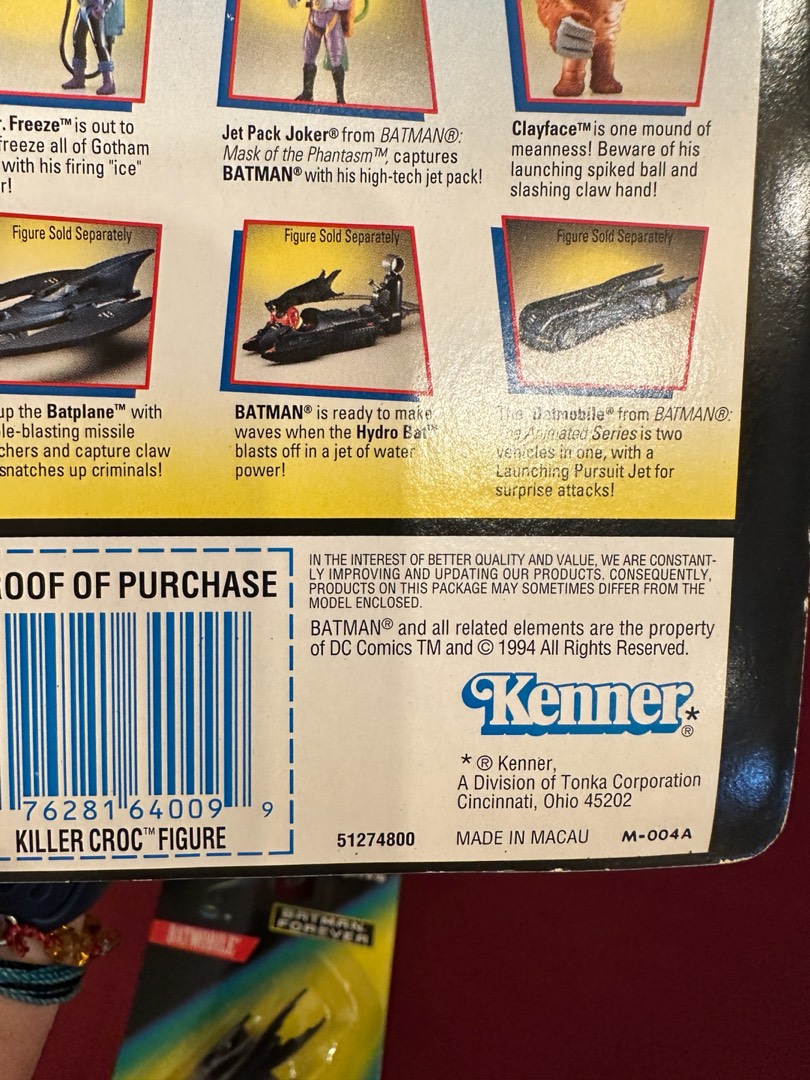 r. Freeze™ is out to
freeze all of Gotham
with his firing "ice"
r!
Jet Pack Joker® from BATMAN®:
Mask of the Phantasm™, captures
BATMAN® with his high-tech jet pack!
Clayface™ is one mound of
meanness! Beware of his
launching spiked ball and
slashing claw hand!
Figure Sold Separately
Figure Sold Separately
Figure Sold Separately
up the Batplane™ with
le-blasting missile
chers and capture claw
snatches up criminals!
BATMAN® is ready to make
waves when the Hydro Bat™
blasts off in a jet of water
power!
The Batmobile® from BATMAN®:
The Animated Series is two
vehicles in one, with a
Launching Pursuit Jet for
surprise attacks!
ROOF OF PURCHASE
76281 64009 9
KILLER CROC™ FIGURE
IN THE INTEREST OF BETTER QUALITY AND VALUE, WE ARE CONSTANT-
LY IMPROVING AND UPDATING OUR PRODUCTS. CONSEQUENTLY,
PRODUCTS ON THIS PACKAGE MAY SOMETIMES DIFFER FROM THE
MODEL ENCLOSED.
BATMAN® and all related elements are the property
of DC Comics TM and © 1994 All Rights Reserved.
Kenner*®
* ® Kenner,
A Division of Tonka Corporation
Cincinnati, Ohio 45202
51274800 MADE IN MACAU M-004A
BATMAN
FOREVER
BATMOBILE